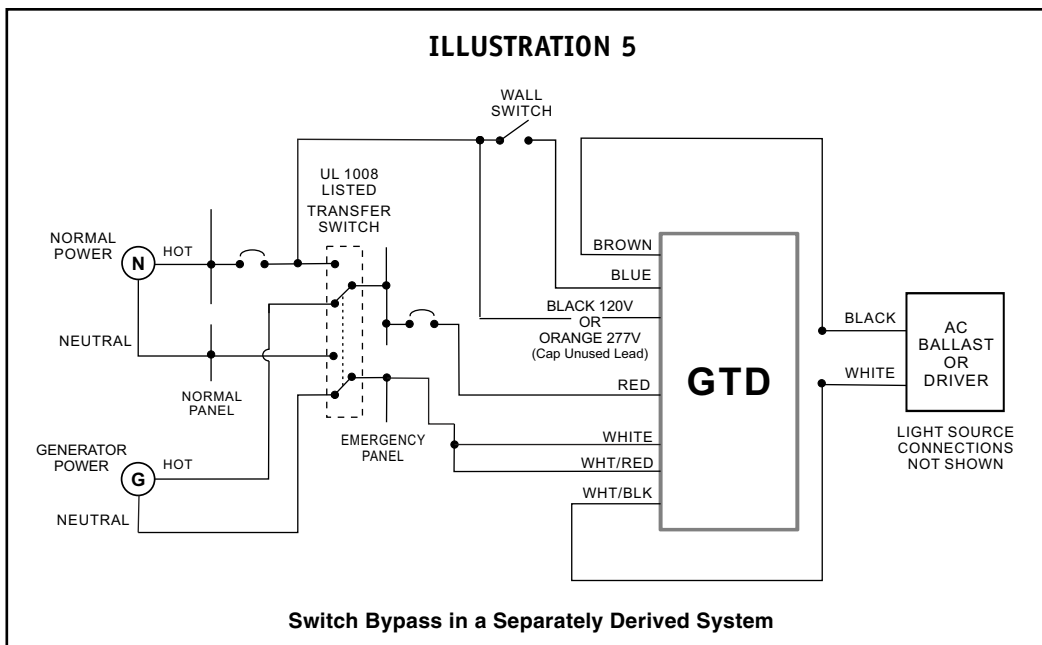 ILLUSTRATION 5
WALL
SWITCH
UL 1008
LISTED
TRANSFER
SWITCH
NORMAL
POWER
N
HOT
NEUTRAL
NORMAL
PANEL
GENERATOR
POWER
G
HOT
NEUTRAL
EMERGENCY
PANEL
BROWN
BLUE
BLACK 120V
OR
ORANGE 277V
(Cap Unused Lead)
RED
WHITE
WHT/RED
WHT/BLK
GTD
BLACK
WHITE
AC
BALLAST
OR
DRIVER
LIGHT SOURCE
CONNECTIONS
NOT SHOWN
Switch Bypass in a Separately Derived System